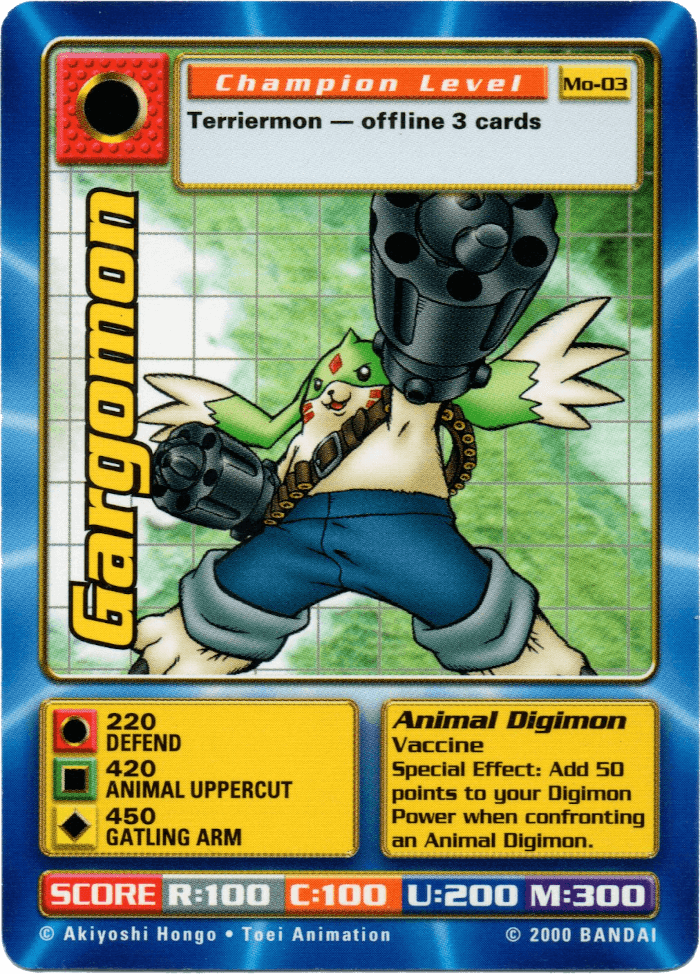 Champion Level
Mo-03
Terriermon — offline 3 cards
Gargomon
220
DEFEND
420
ANIMAL UPPERCUT
450
GATLING ARM
Animal Digimon
Vaccine
Special Effect: Add 50
points to your Digimon
Power when confronting
an Animal Digimon.
SCORE R:100 C:100 U:200 M:300
© Akiyoshi Hongo • Toei Animation
© 2000 BANDAI